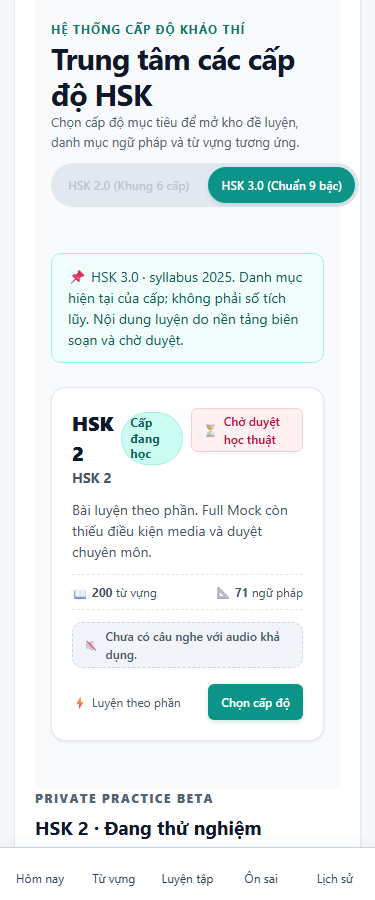 HỆ THỐNG CẤP ĐỘ KHẢO THÍ
Trung tâm các cấp
độ HSK
Chọn cấp độ mục tiêu để mở kho đề luyện,
danh mục ngữ pháp và từ vựng tương ứng.
HSK 2.0 (Khung 6 cấp)
HSK 3.0 (Chuẩn 9 bậc)
📌 HSK 3.0 · syllabus 2025. Danh mục
hiện tại của cấp; không phải số tích
lũy. Nội dung luyện do nền tảng biên
soạn và chờ duyệt.
HSK
2
Cấp
đang
học
⏳ Chờ duyệt
học thuật
HSK 2
Bài luyện theo phần. Full Mock còn
thiếu điều kiện media và duyệt
chuyên môn.
📖 200 từ vựng
📐 71 ngữ pháp
Chưa có câu nghe với audio khả
dụng.
⚡ Luyện theo phần
Chọn cấp độ
PRIVATE PRACTICE BETA
HSK 2 · Đang thử nghiệm
Hôm nay
Từ vựng
Luyện tập
Ôn sai
Lịch sử